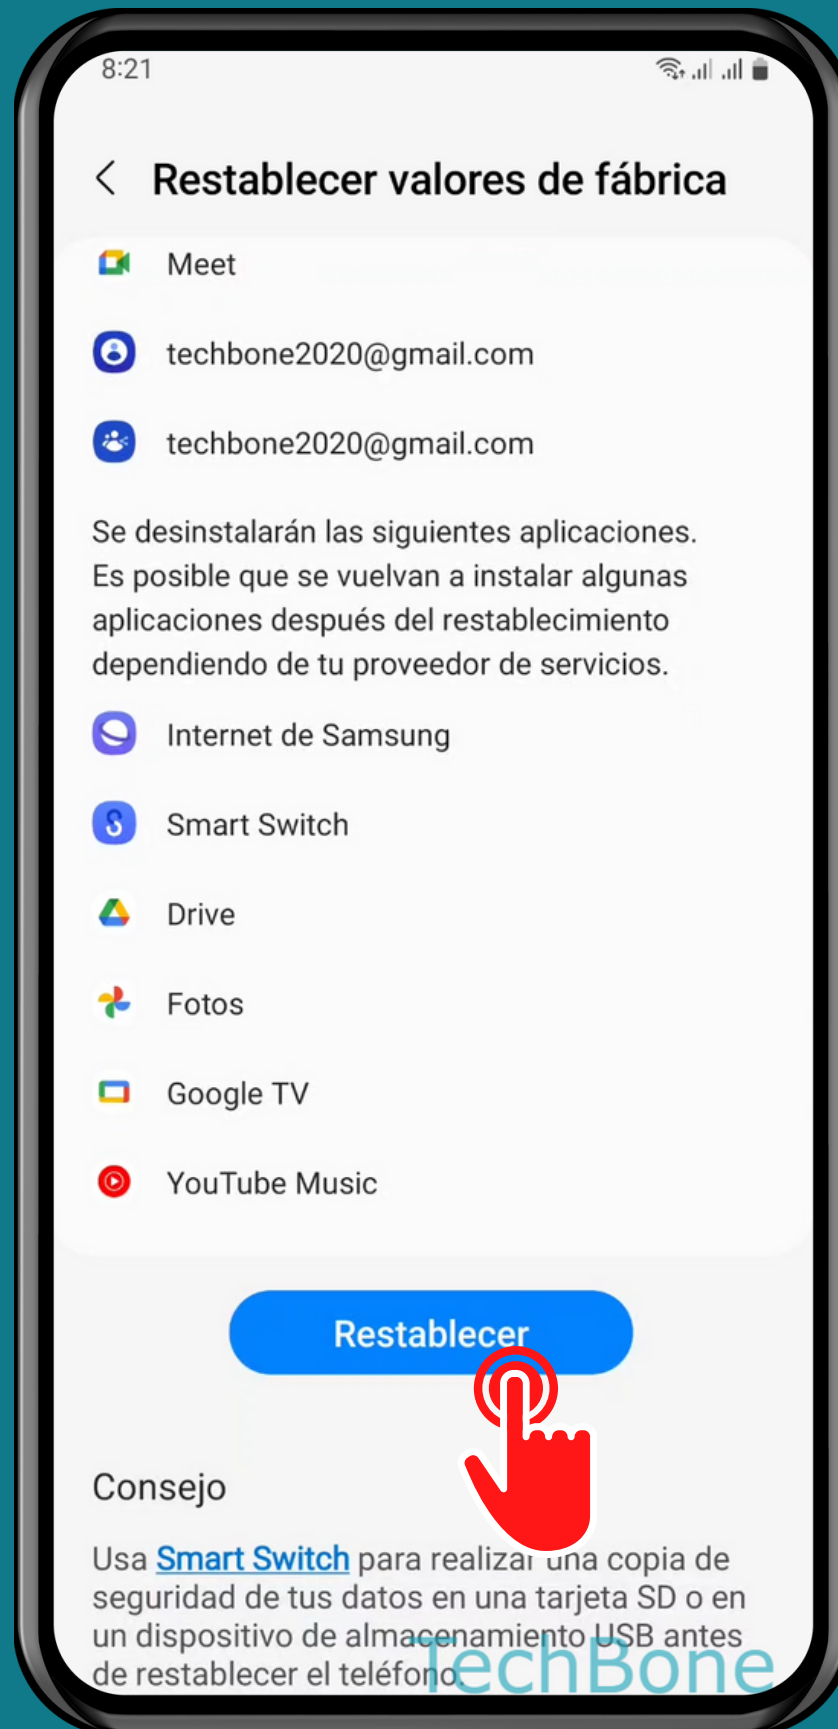 8:21
Restablecer valores de fábrica
Meet
techbone2020@gmail.com
techbone2020@gmail.com
Se desinstalarán las siguientes aplicaciones.
Es posible que se vuelvan a instalar algunas
aplicaciones después del restablecimiento
dependiendo de tu proveedor de servicios.
Internet de Samsung
Smart Switch
Drive
Fotos
Google TV
YouTube Music
Restablecer
Consejo
Usa Smart Switch para realizar una copia de
seguridad de tus datos en una tarjeta SD o en
un dispositivo de almacenamiento USB antes
de restablecer el teléfono.
TechBone